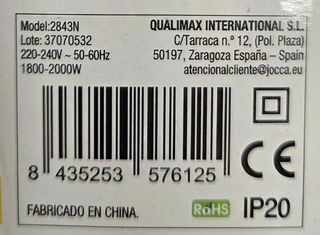 Model:2843N
Lote: 37070532
220-240V ~ 50-60Hz
1800-2000W
QUALIMAX INTERNATIONAL S.L.
C/Tarraca n.º 12, (Pol. Plaza)
50197, Zaragoza España – Spain
atencionalcliente@jocca.eu
8 435253 576125
CE
FABRICADO EN CHINA.
RoHS
IP20